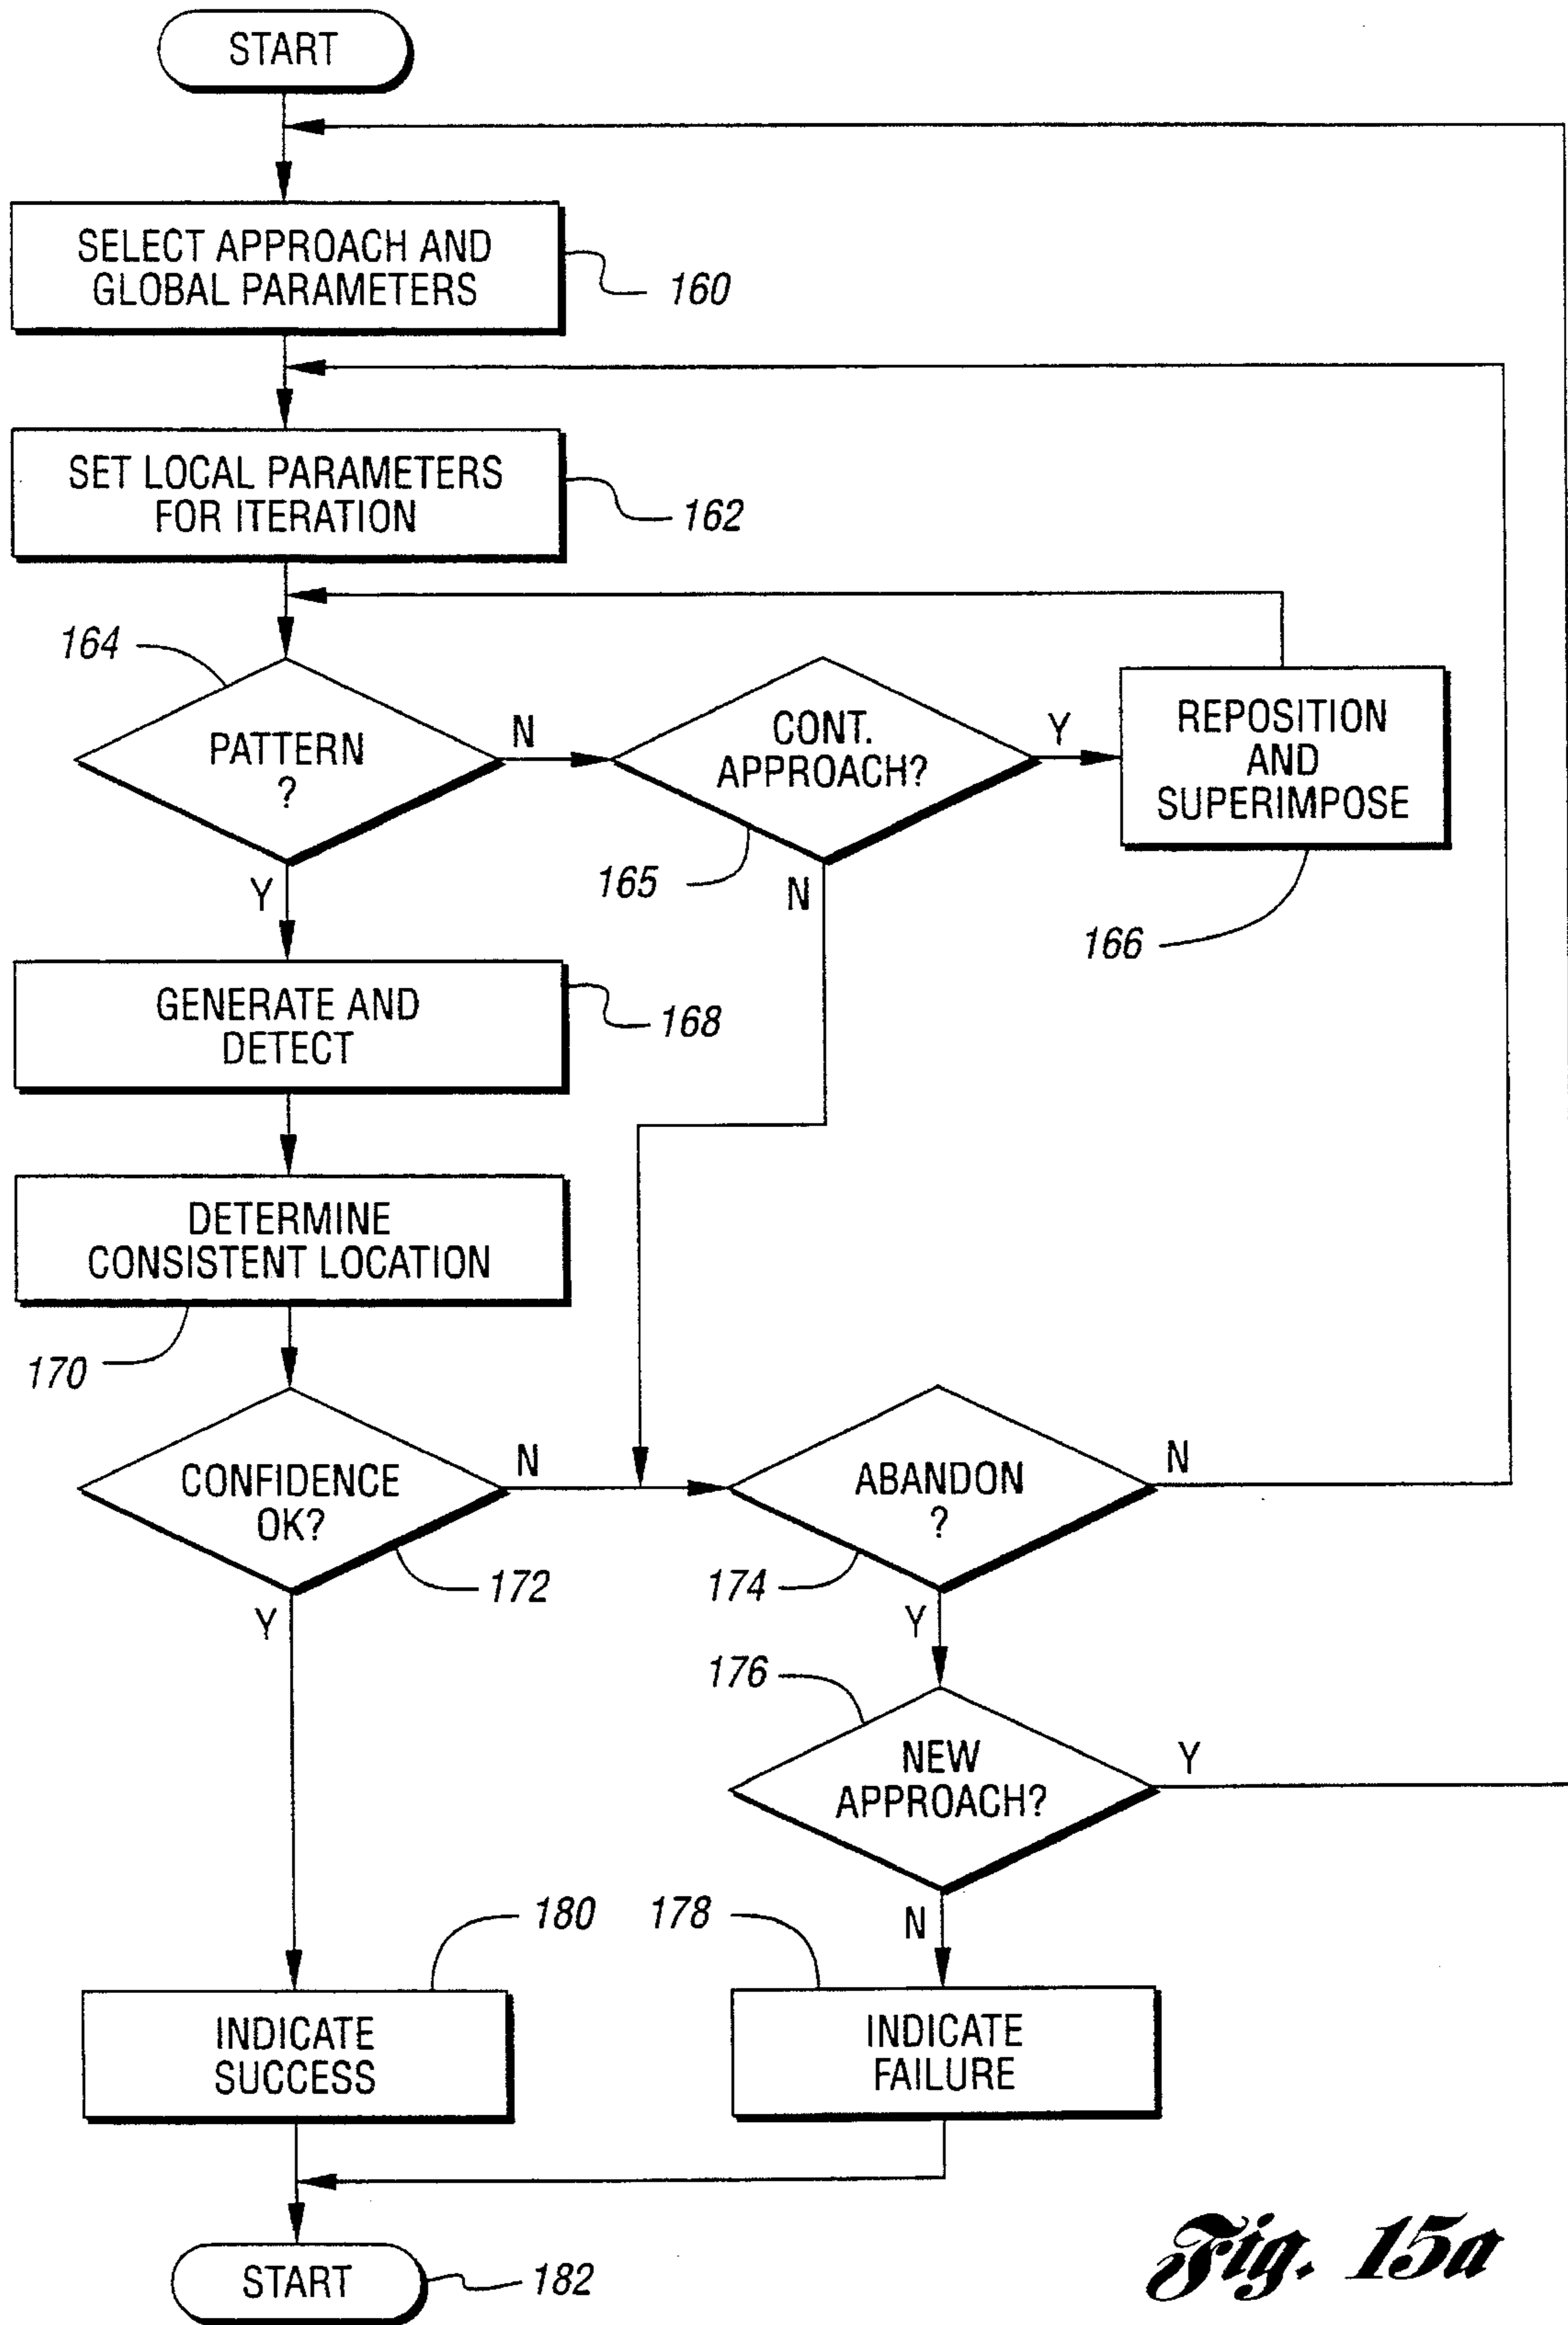 START
SELECT APPROACH AND
GLOBAL PARAMETERS
160
SET LOCAL PARAMETERS
FOR ITERATION
162
164
PATTERN
?
N
CONT.
APPROACH?
Y
REPOSITION
AND
SUPERIMPOSE
165
N
166
Y
GENERATE AND
DETECT
168
DETERMINE
CONSISTENT LOCATION
170
CONFIDENCE
OK?
N
172
ABANDON
?
N
174
Y
Y
176
NEW
APPROACH?
Y
N
180
178
INDICATE
SUCCESS
INDICATE
FAILURE
START
182
Fig. 15a